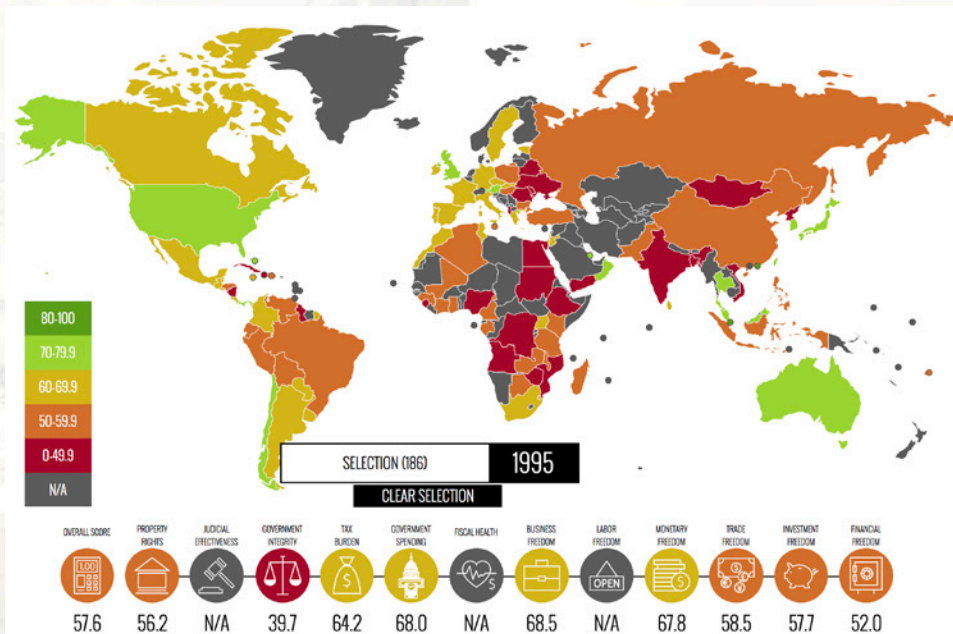 80-100
70-79.9
60-69.9
50-59.9
0-49.9
N/A
SELECTION (186) 1995
CLEAR SELECTION
OVERALL SCORE
PROPERTY RIGHTS
JUDICIAL EFFECTIVENESS
GOVERNMENT INTEGRITY
TAX BURDEN
GOVERNMENT SPENDING
FISCAL HEALTH
BUSINESS FREEDOM
LABOR FREEDOM
MONETARY FREEDOM
TRADE FREEDOM
INVESTMENT FREEDOM
FINANCIAL FREEDOM
1.00
$
$
OPEN
$
57.6 56.2 N/A 39.7 64.2 68.0 N/A 68.5 N/A 67.8 58.5 57.7 52.0